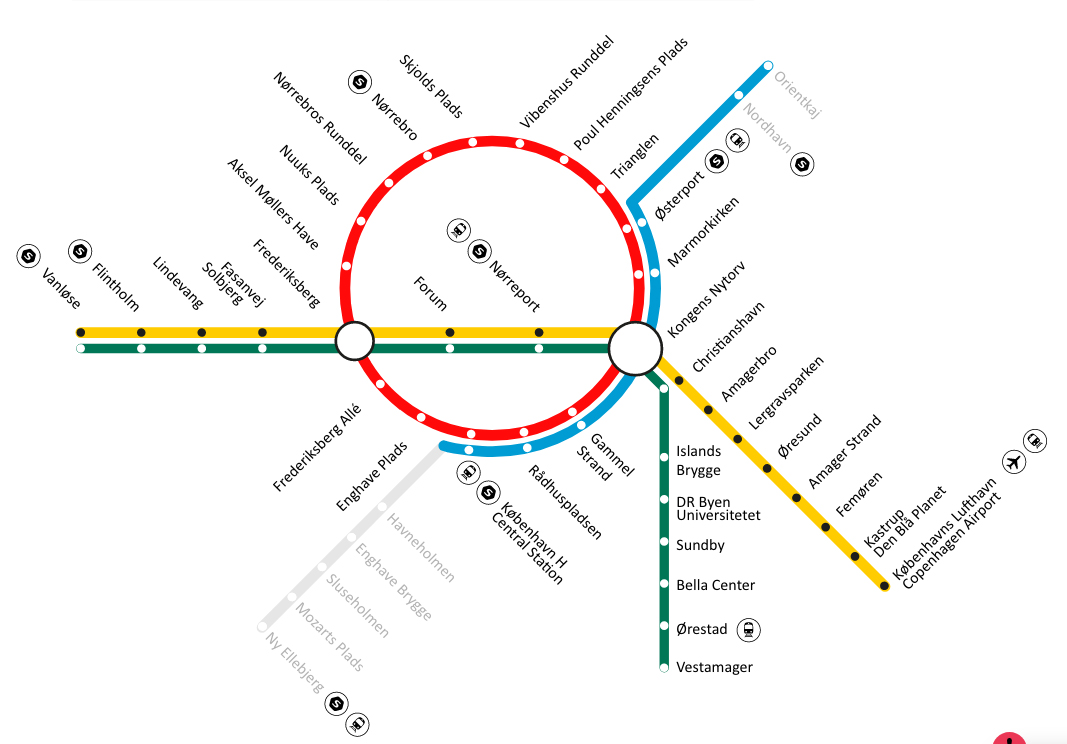 Vibenshus Runddel
Poul Henningsens Plads
Skjolds Plads
Nørrebro
Nørrebros Runddel
Nuuks Plads
Aksel Møllers Have
Frederiksberg
Fasanvej
Solbjerg
Lindevang
Flintholm
Vanløse
Trianglen
Orientkaj
Nordhavn
Østerport
Marmorkirken
Kongens Nytorv
Forum
Nørreport
Christianshavn
Amagerbro
Lergravsparken
Øresund
Amager Strand
Femøren
Kastrup
Den Blå Planet
Københavns Lufthavn
Copenhagen Airport
Frederiksberg Allé
Enghave Plads
København H
Central Station
Rådhuspladsen
Gammel
Strand
Islands
Brygge
DR Byen
Universitetet
Sundby
Bella Center
Ørestad
Vestamager
Havneholmen
Enghave Brygge
Sluseholmen
Mozarts Plads
Ny Ellebjerg